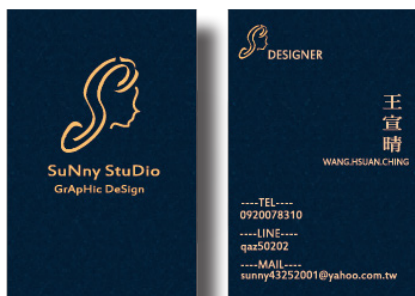 SuNny StuDio
GrApHic DeSign
DESIGNER
王宣晴
WANG.HSUAN.CHING
----TEL----
0920078310
----LINE----
qaz50202
----MAIL----
sunny43252001@yahoo.com.tw